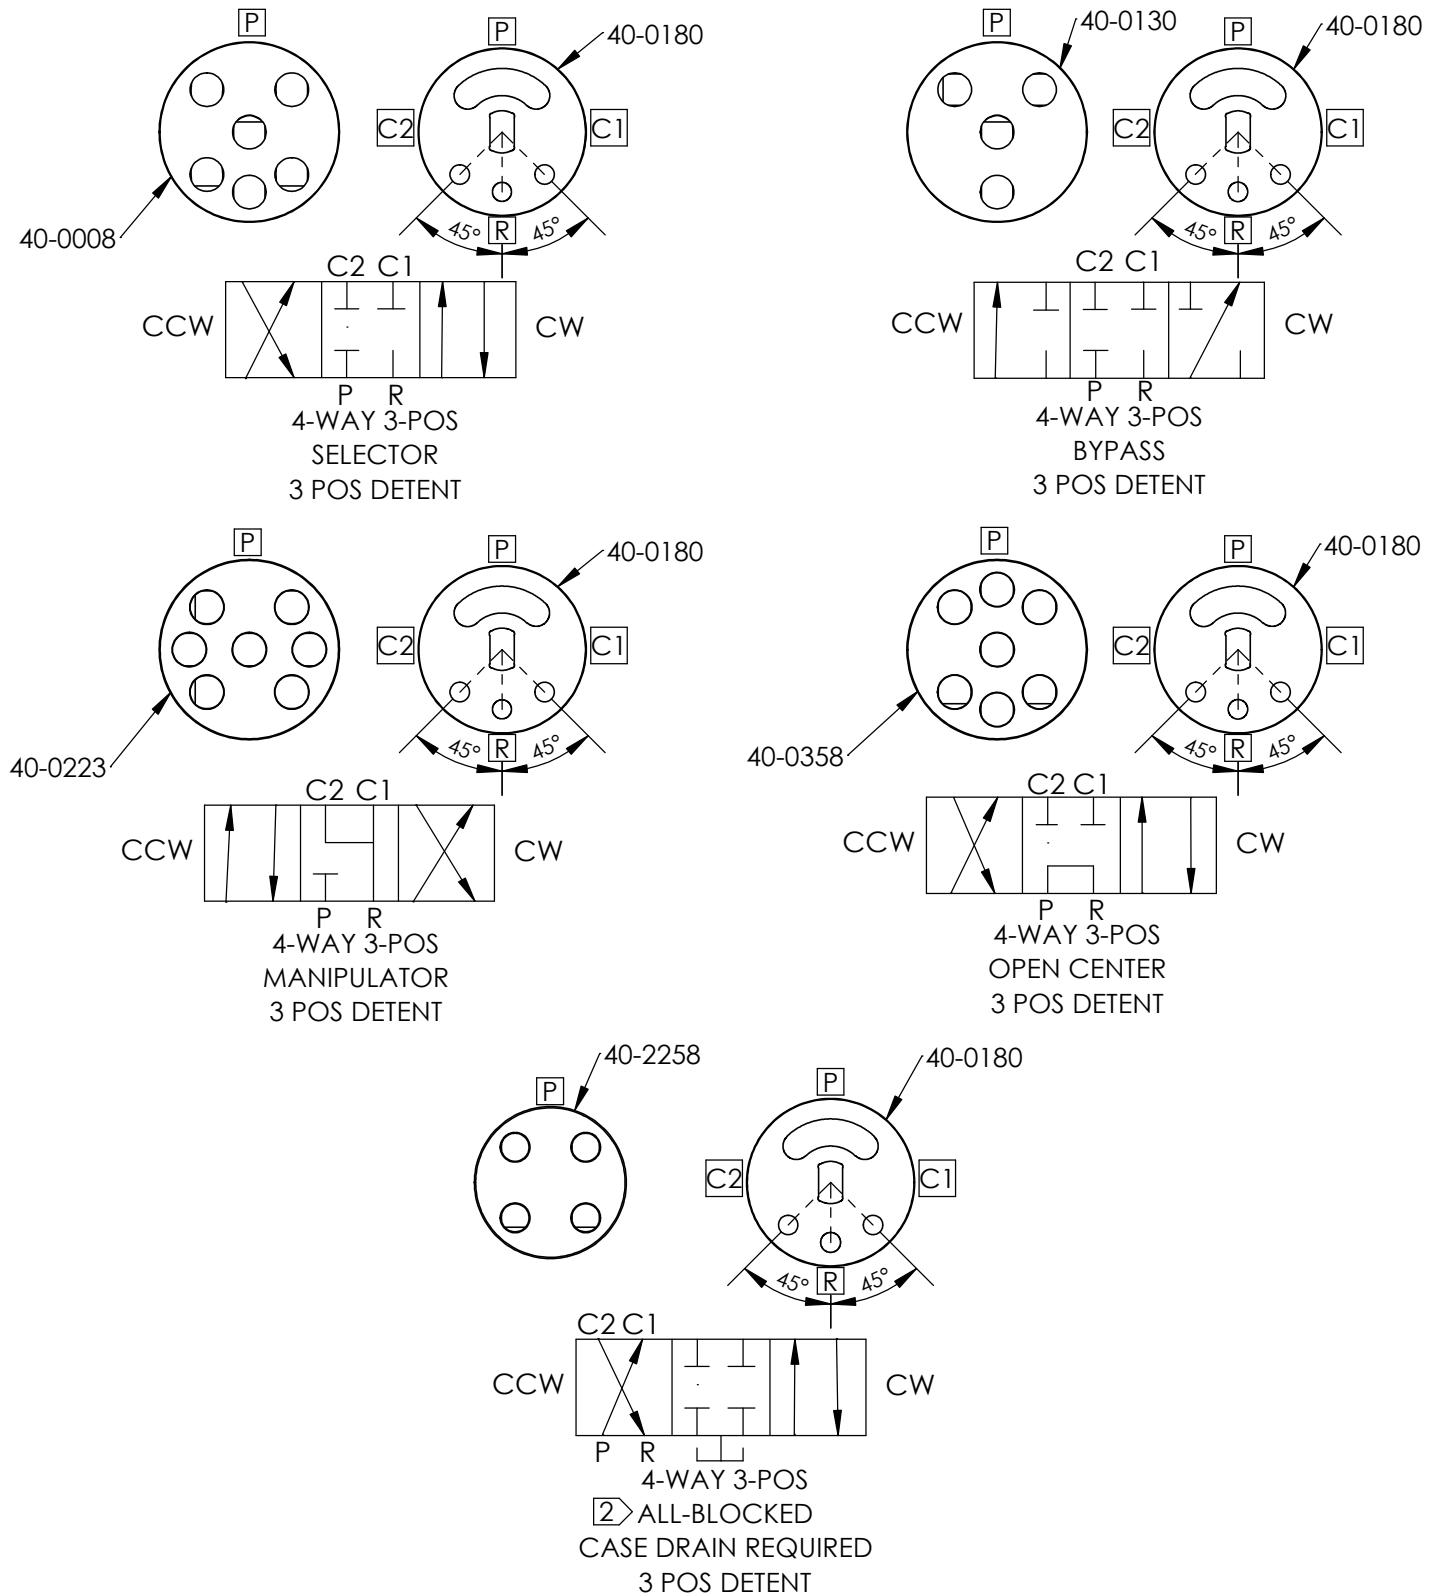 P
P
40-0180
C2
C1
40-0008
45°
R
45°
C2 C1
CCW
CW
P R
4-WAY 3-POS
SELECTOR
3 POS DETENT
P
40-0130
P
40-0180
C2
C1
45°
R
45°
C2 C1
CCW
CW
P R
4-WAY 3-POS
BYPASS
3 POS DETENT
P
P
40-0180
C2
C1
40-0223
45°
R
45°
C2 C1
CCW
CW
P R
4-WAY 3-POS
MANIPULATOR
3 POS DETENT
P
P
40-0180
C2
C1
40-0358
45°
R
45°
C2 C1
CCW
CW
P R
4-WAY 3-POS
OPEN CENTER
3 POS DETENT
40-2258
P
P
40-0180
C2
C1
45°
R
45°
C2 C1
CCW
CW
P R
4-WAY 3-POS
2 ALL-BLOCKED
CASE DRAIN REQUIRED
3 POS DETENT